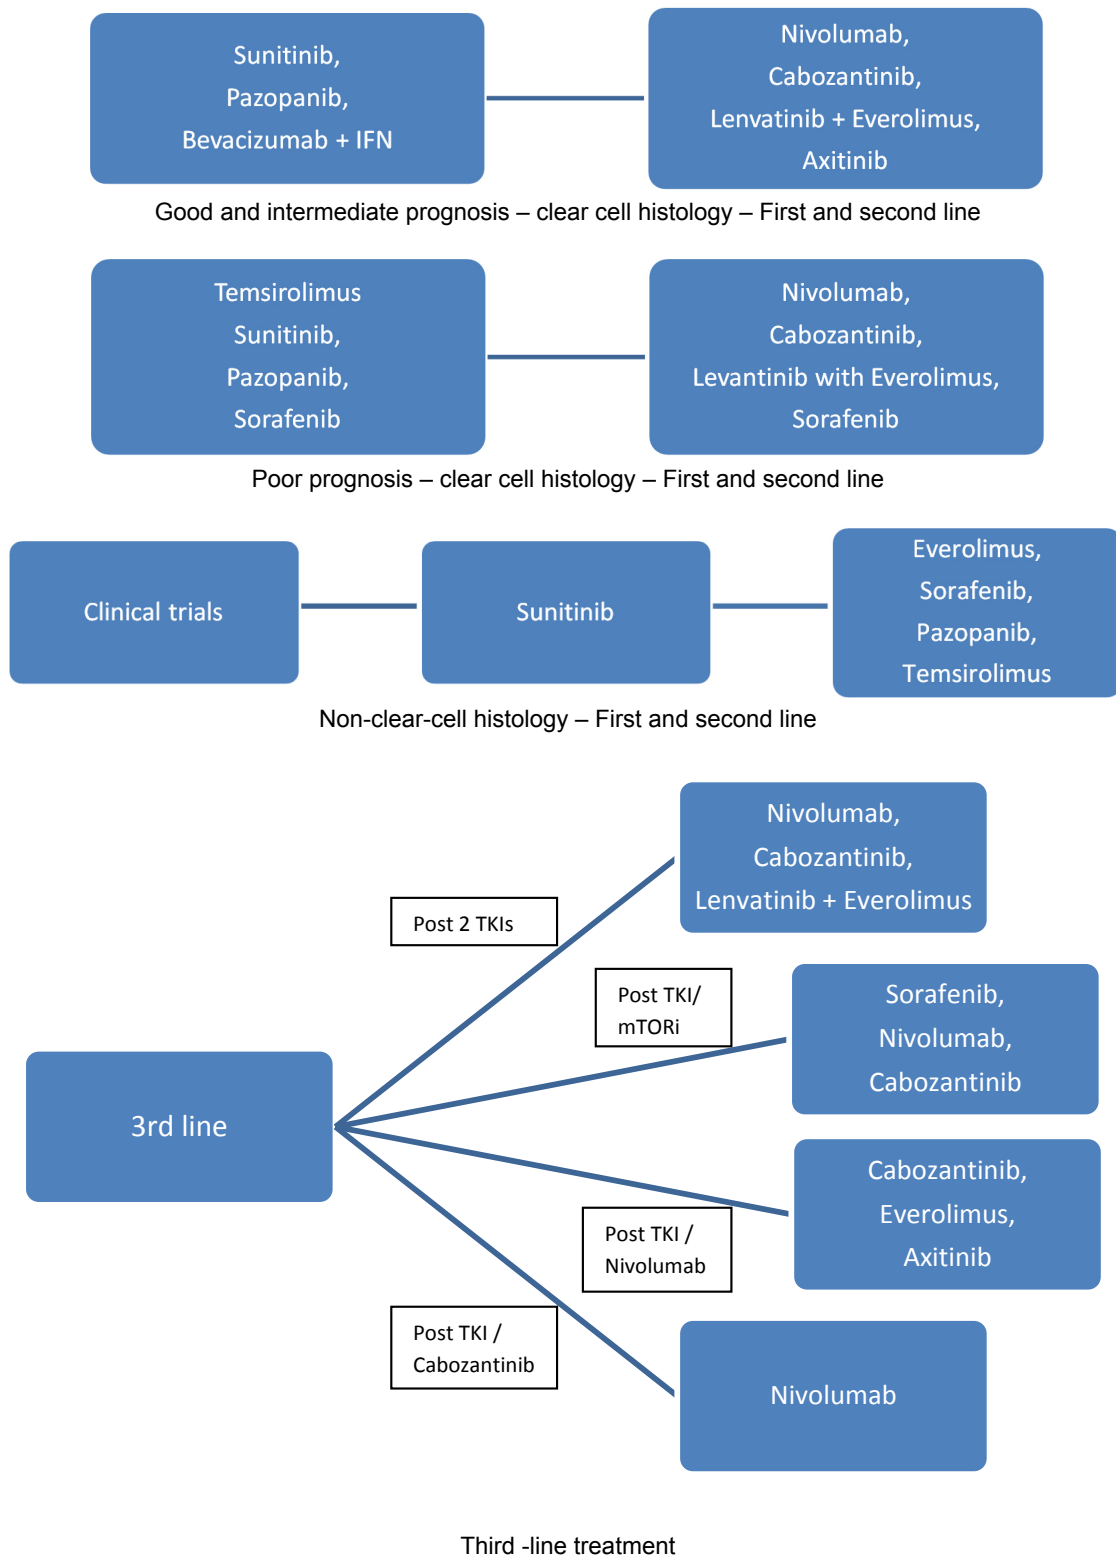 Sunitinib,
Pazopanib,
Bevacizumab + IFN
Nivolumab,
Cabozantinib,
Lenvatinib + Everolimus,
Axitinib
Good and intermediate prognosis – clear cell histology – First and second line
Temsirolimus
Sunitinib,
Pazopanib,
Sorafenib
Nivolumab,
Cabozantinib,
Levantinib with Everolimus,
Sorafenib
Poor prognosis – clear cell histology – First and second line
Clinical trials
Sunitinib
Everolimus,
Sorafenib,
Pazopanib,
Temsirolimus
Non-clear-cell histology – First and second line
3rd line
Post 2 TKIs
Nivolumab,
Cabozantinib,
Lenvatinib + Everolimus
Post TKI/
mTORi
Sorafenib,
Nivolumab,
Cabozantinib
Post TKI /
Nivolumab
Cabozantinib,
Everolimus,
Axitinib
Post TKI /
Cabozantinib
Nivolumab
Third -line treatment